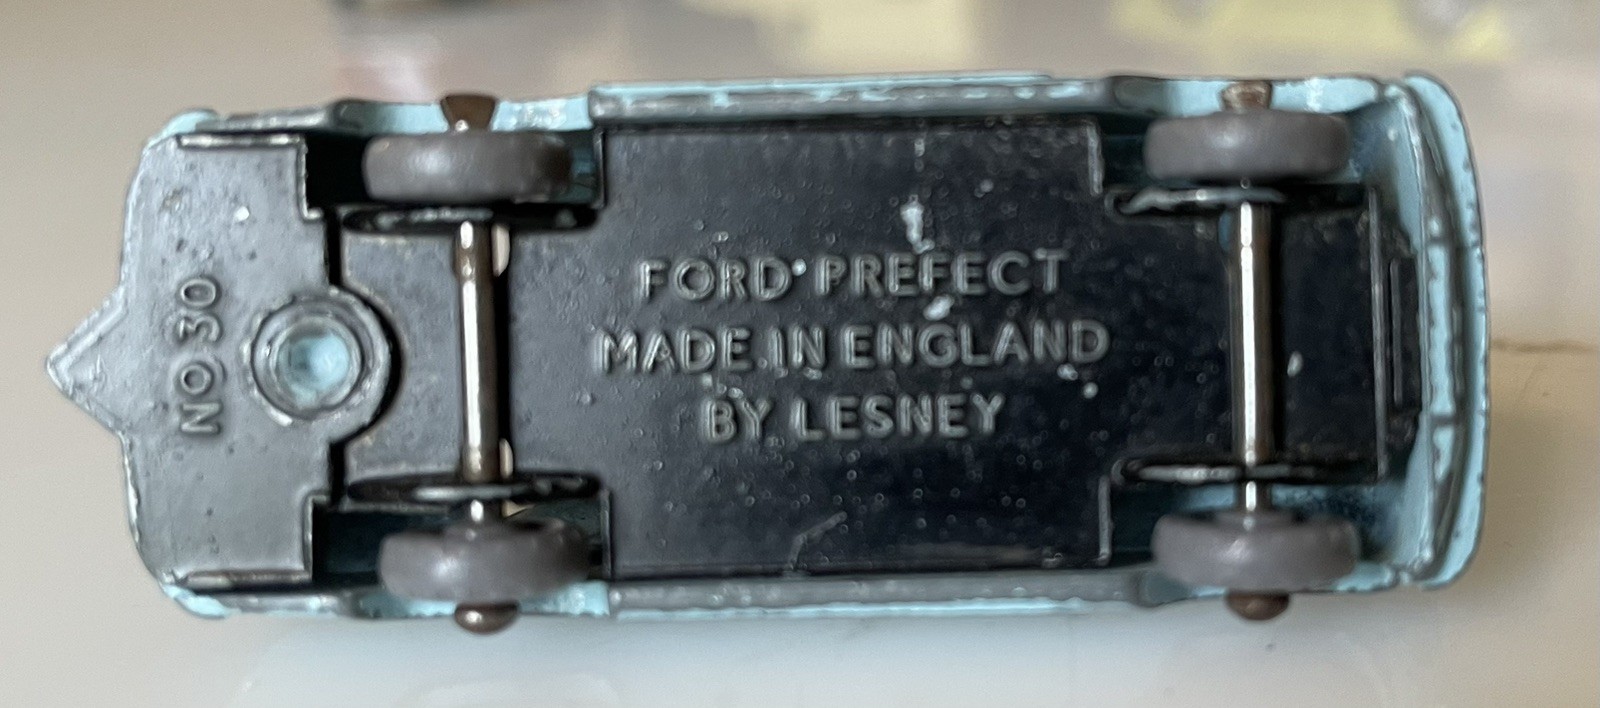 NO. 30
FORD PREFECT
MADE IN ENGLAND
BY LESNEY